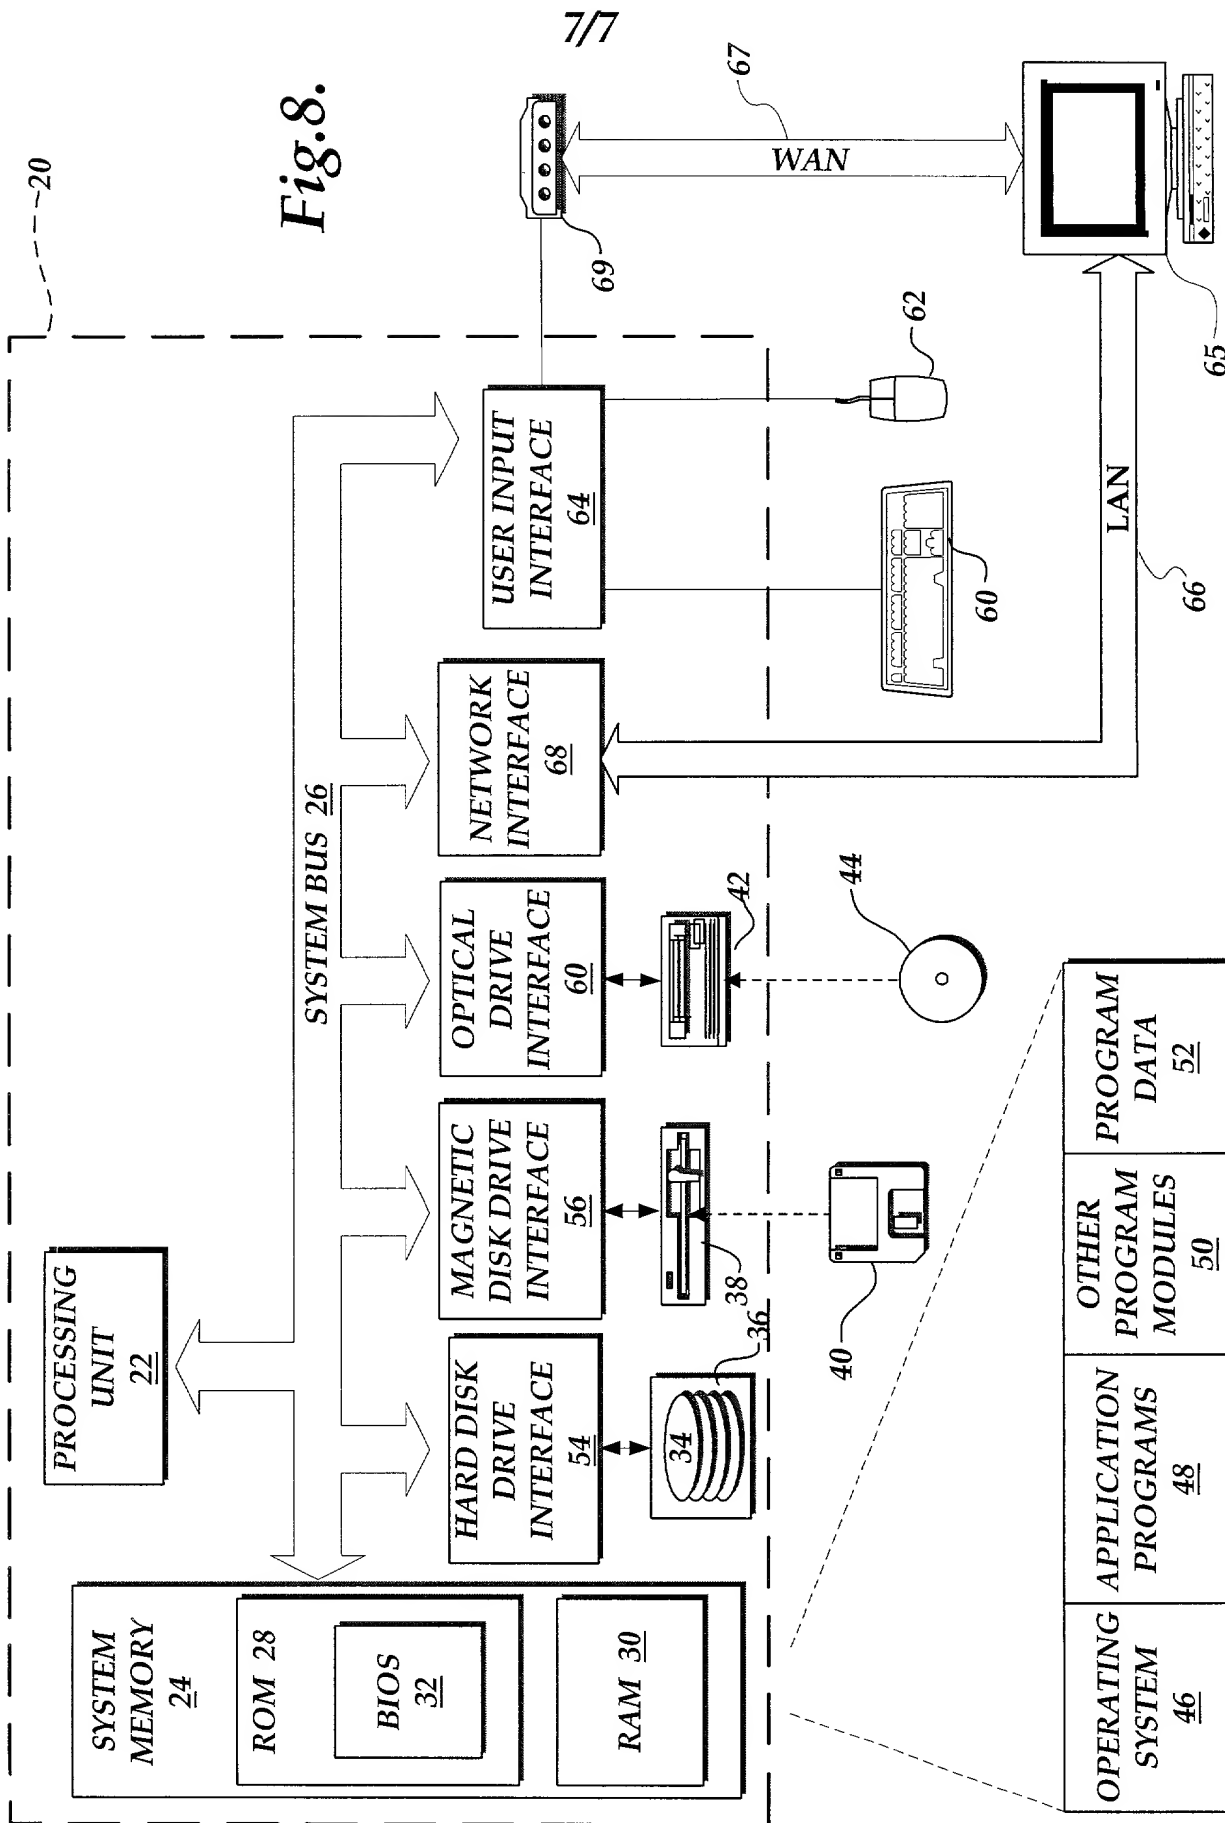 7/7
Fig.8.
20
PROCESSING
UNIT
22
SYSTEM
MEMORY
24
ROM 28
BIOS
32
RAM 30
SYSTEM BUS 26
HARD DISK
DRIVE
INTERFACE
54
MAGNETIC
DISK DRIVE
INTERFACE
56
OPTICAL
DRIVE
INTERFACE
60
NETWORK
INTERFACE
68
USER INPUT
INTERFACE
64
34
36
38
42
40
44
60
62
69
67
WAN
LAN
66
65
OPERATING
SYSTEM
46
APPLICATION
PROGRAMS
48
OTHER
PROGRAM
MODULES
50
PROGRAM
DATA
52